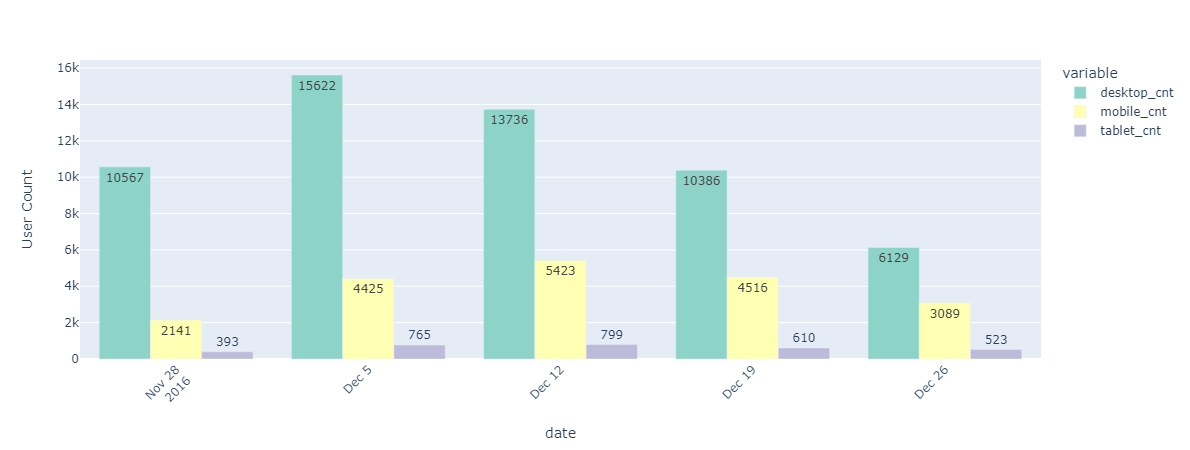 variable
desktop_cnt
mobile_cnt
tablet_cnt
User Count
16k
14k
12k
10k
8k
6k
4k
2k
0
10567
2141
393
15622
4425
765
13736
5423
799
10386
4516
610
6129
3089
523
Nov 28
2016
Dec 5
Dec 12
Dec 19
Dec 26
date